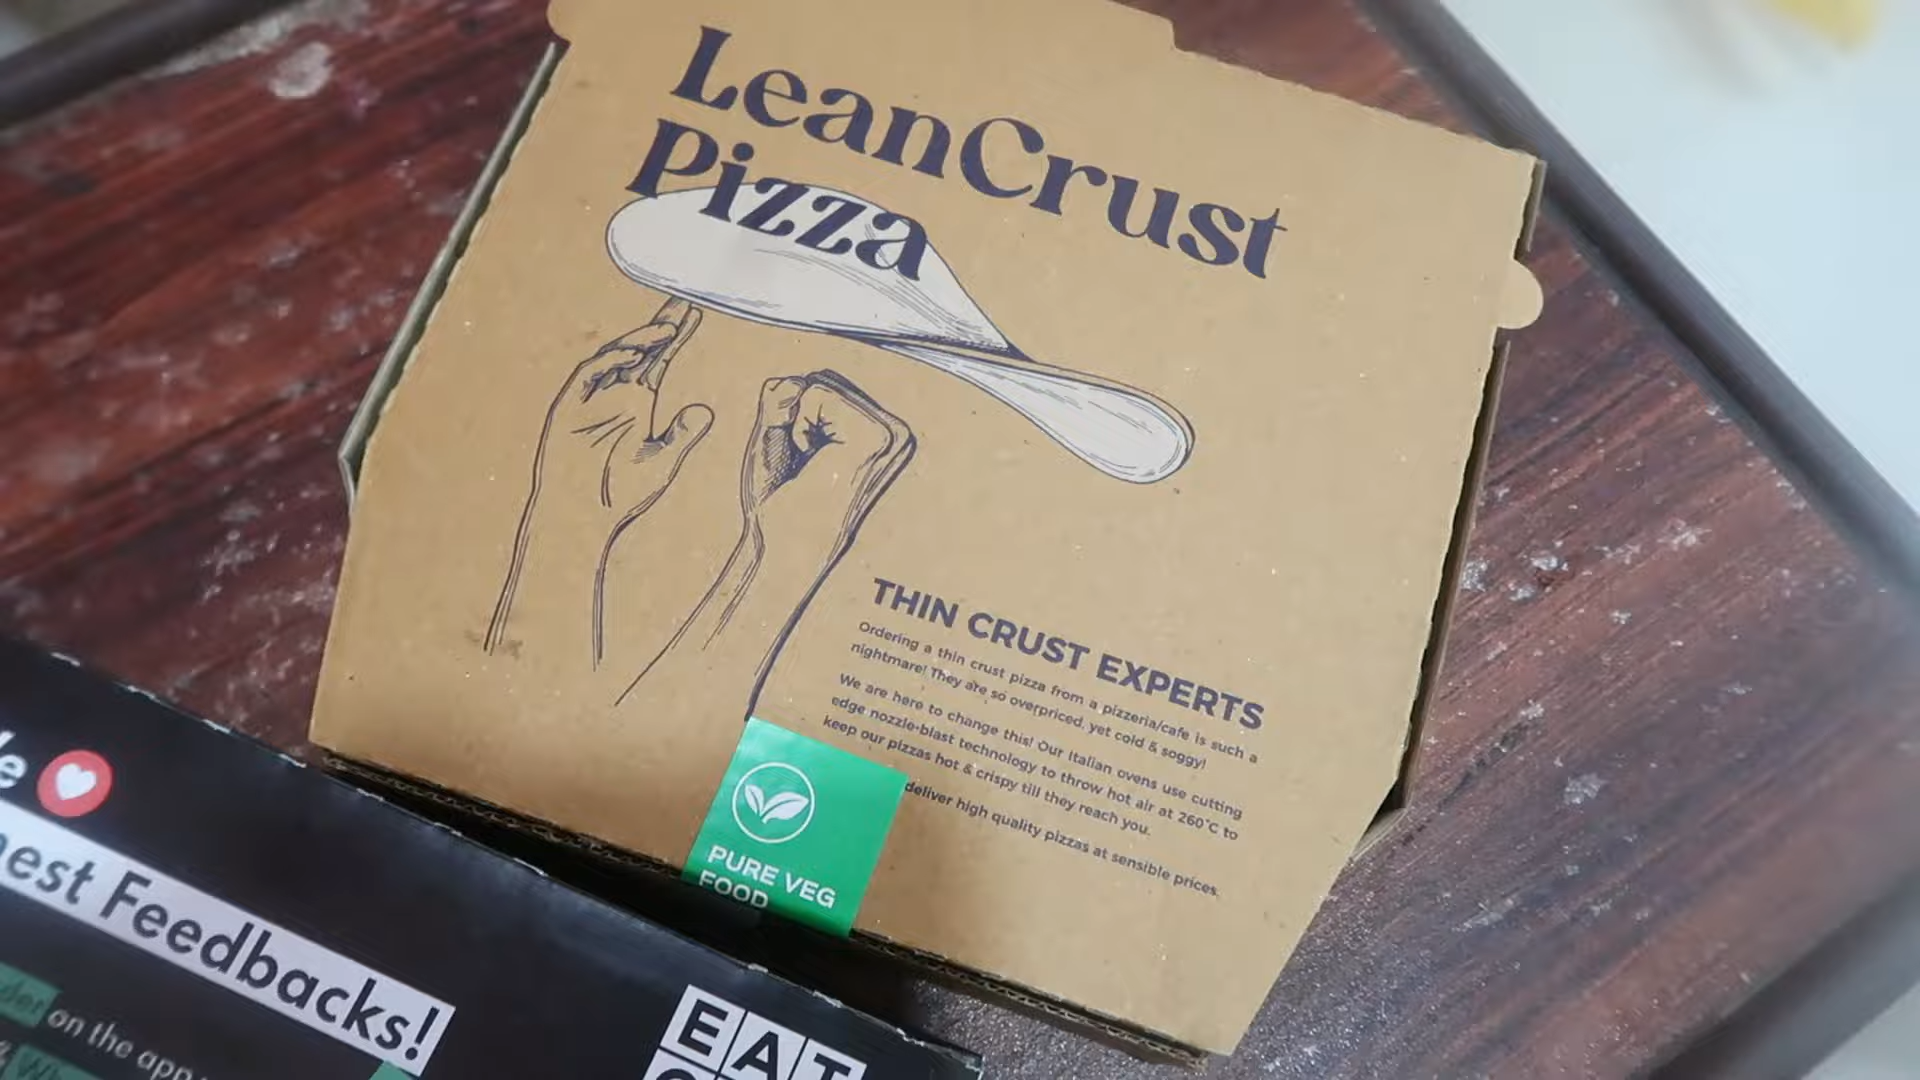 LeanCrust
Pizza
THIN CRUST EXPERTS
Ordering a thin crust pizza from a pizzeria/cafe is such a
nightmare! They are so overpriced, yet cold & soggy!
We are here to change this! Our Italian ovens use cutting
edge nozzle-blast technology to throw hot air at 260°C to
keep our pizzas hot & crispy till they reach you.
deliver high quality pizzas at sensible prices.
PURE VEG
FOOD
Feedbacks!
on the app
EAT